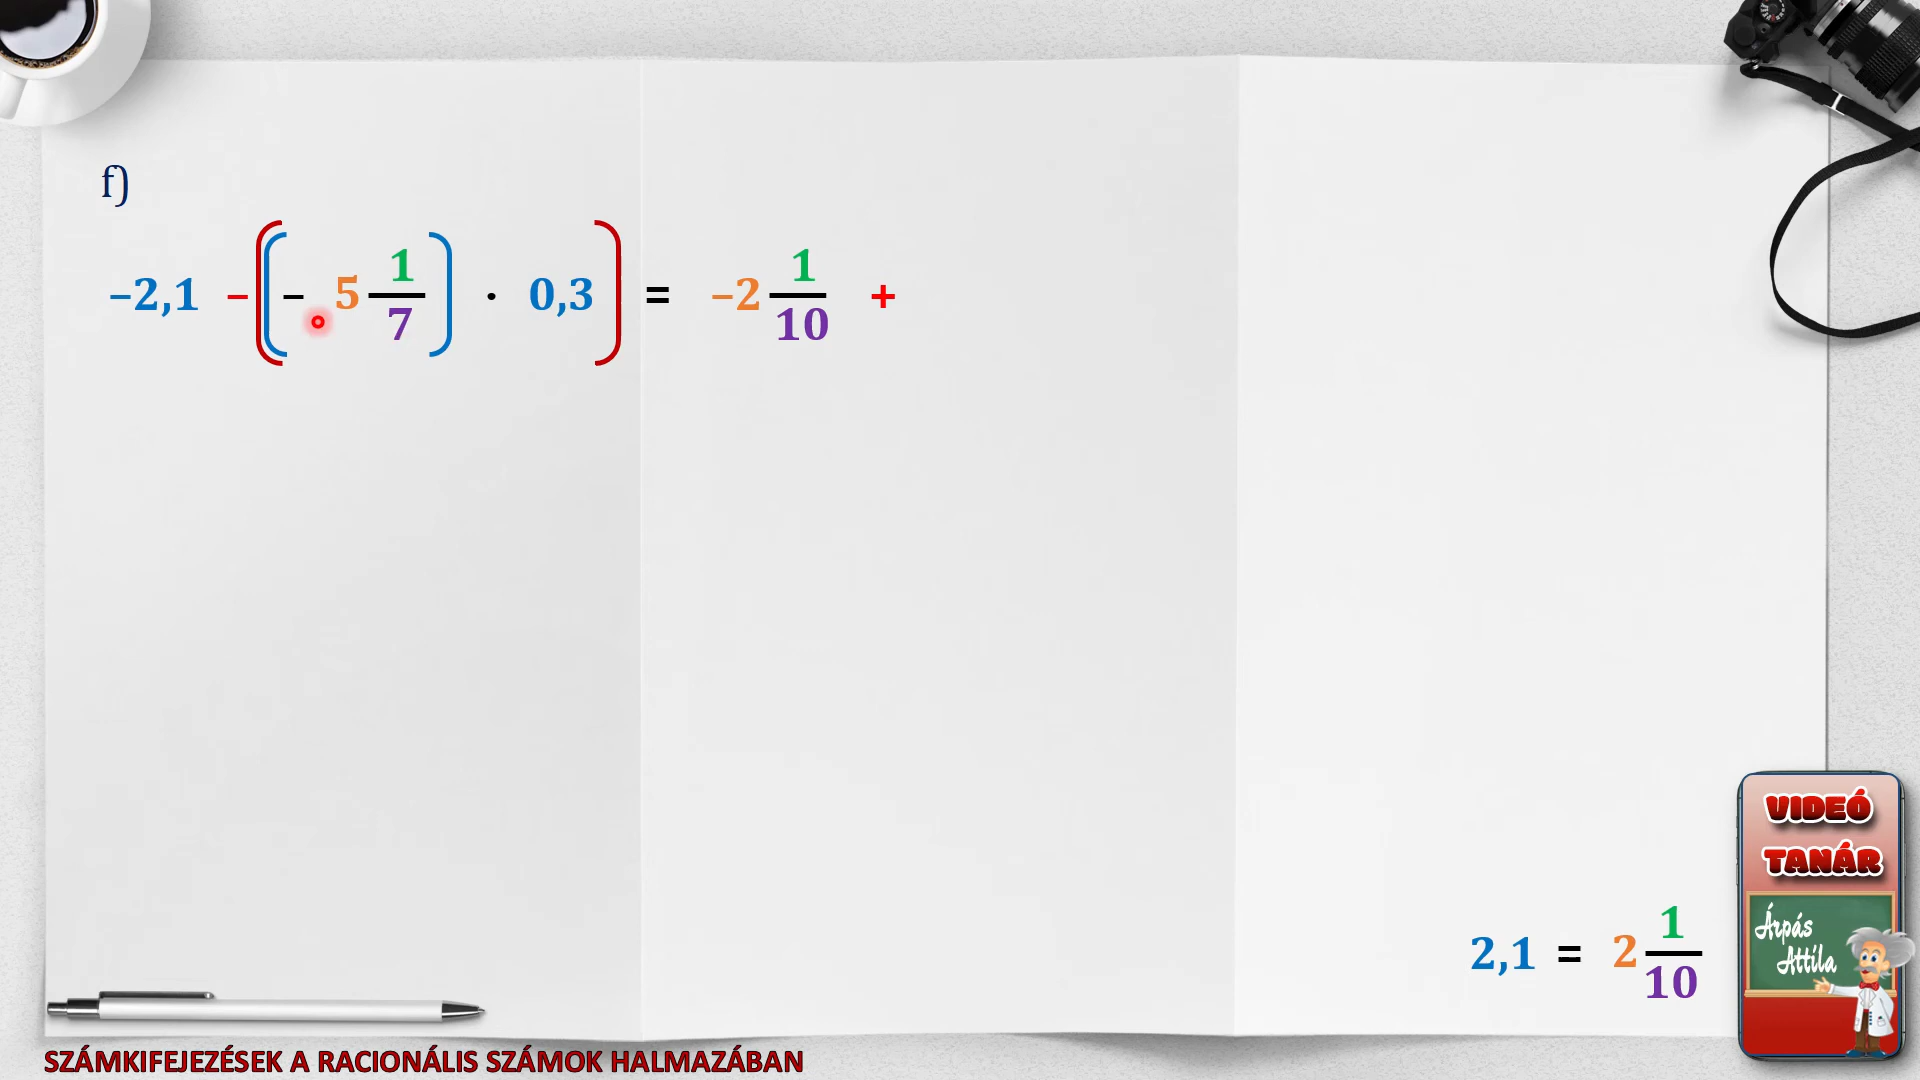 f)
−2,1 − ( ( − 5 1/7 ) · 0,3 ) = −2 1/10 +
VIDEÓ
TANÁR
Árpás
Attila
2,1 = 2 1/10
SZÁMKIFEJEZÉSEK A RACIONÁLIS SZÁMOK HALMAZÁBAN